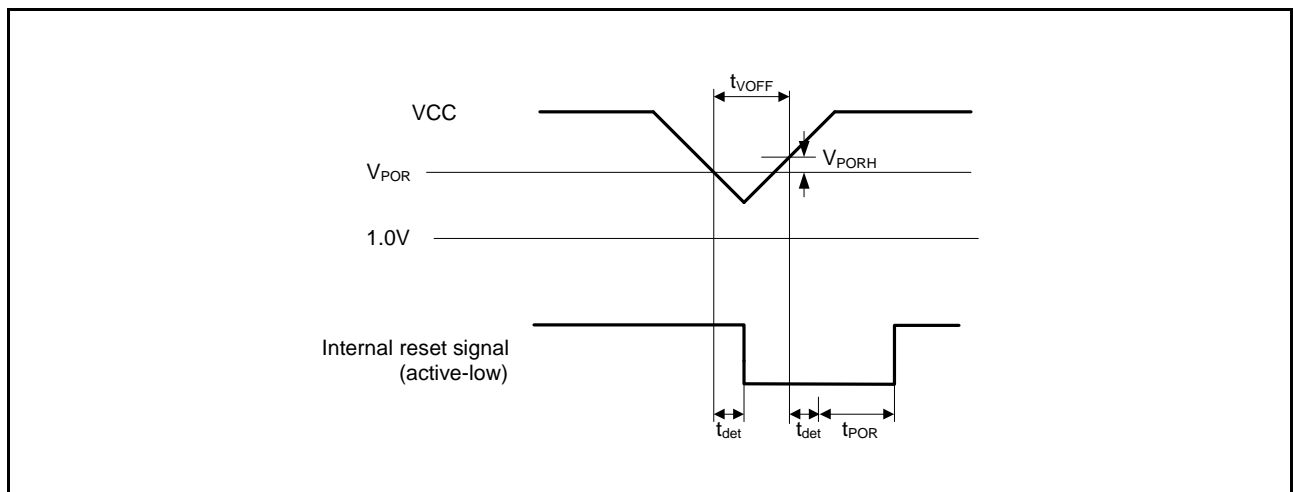 tVOFF
VCC
VPORH
VPOR
1.0V
Internal reset signal
(active-low)
tdet
tdet
tPOR